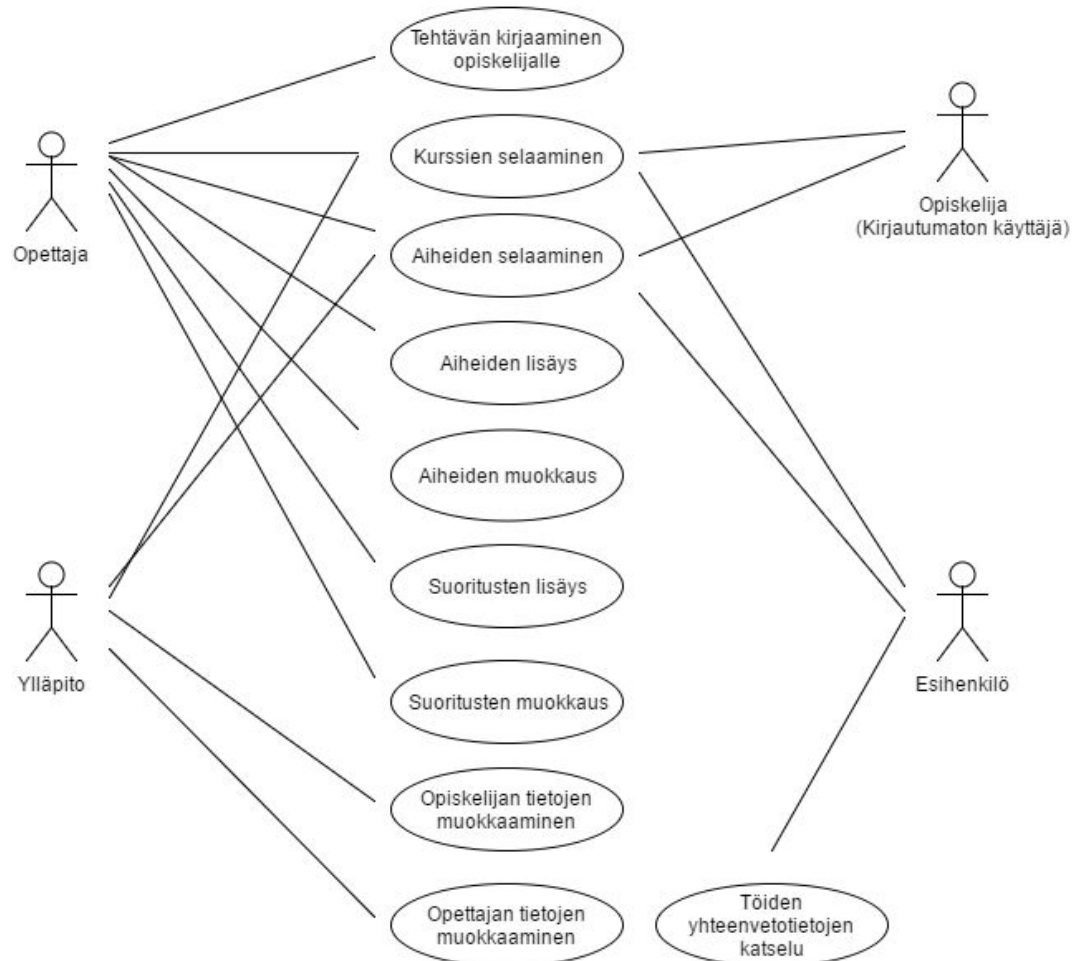 Tehtävän kirjaaminen
opiskelijalle
Kurssien selaaminen
Opettaja
Opiskelija
(Kirjautumaton käyttäjä)
Aiheiden selaaminen
Aiheiden lisäys
Aiheiden muokkaus
Suoritusten lisäys
Ylläpito
Esihenkilö
Suoritusten muokkaus
Opiskelijan tietojen
muokkaaminen
Opettajan tietojen
muokkaaminen
Töiden
yhteenvetotietojen
katselu